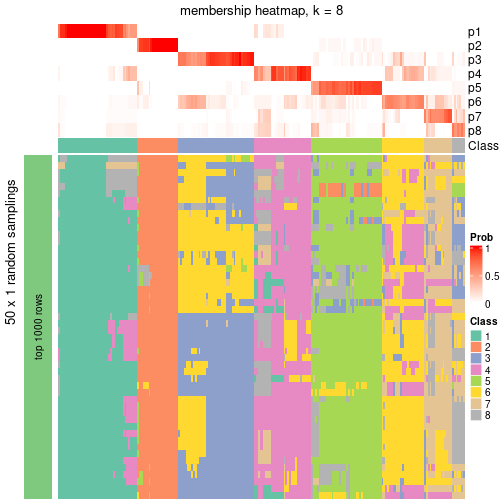 membership heatmap, k = 8
p1
p2
p3
p4
p5
p6
p7
p8
Class
50 x 1 random samplings
top 1000 rows
Prob
1
0.5
0
Class
1
2
3
4
5
6
7
8